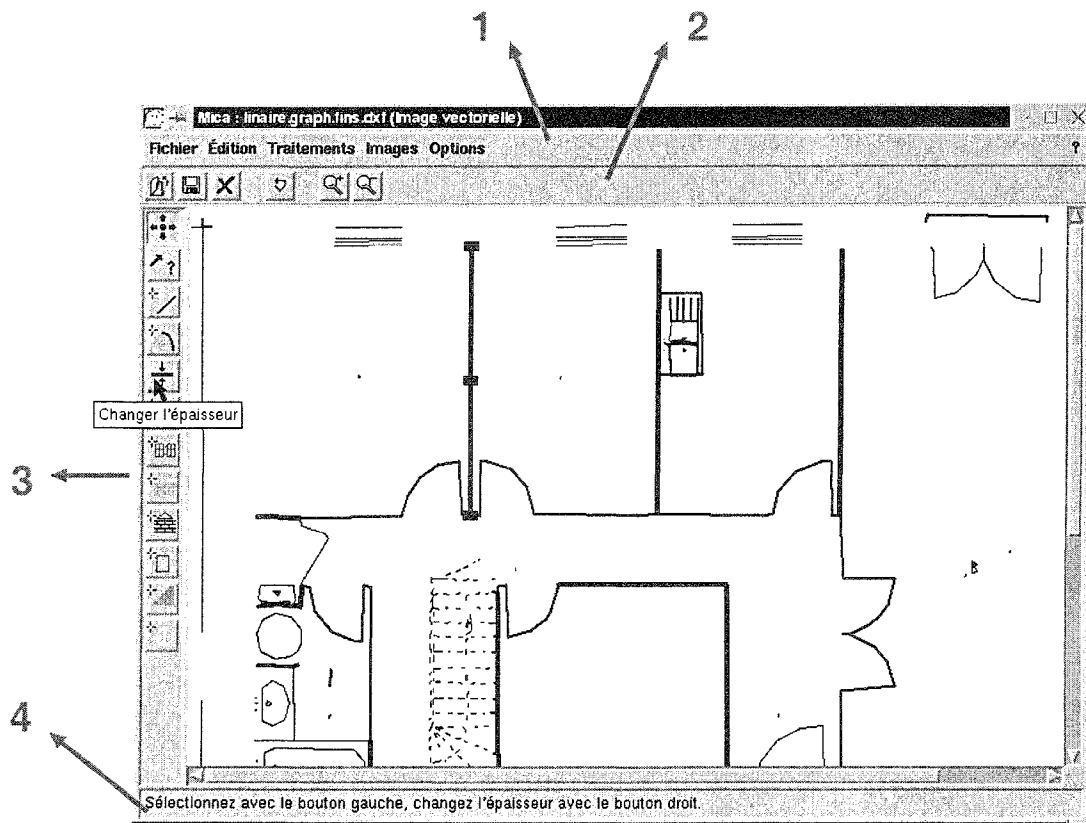 1
2
Mica : linaire.graph.fins.dxf (Image vectorielle)
Fichier Édition Traitements Images Options
?
?
Changer l'épaisseur
3
B
4
Sélectionnez avec le bouton gauche, changez l'épaisseur avec le bouton droit.